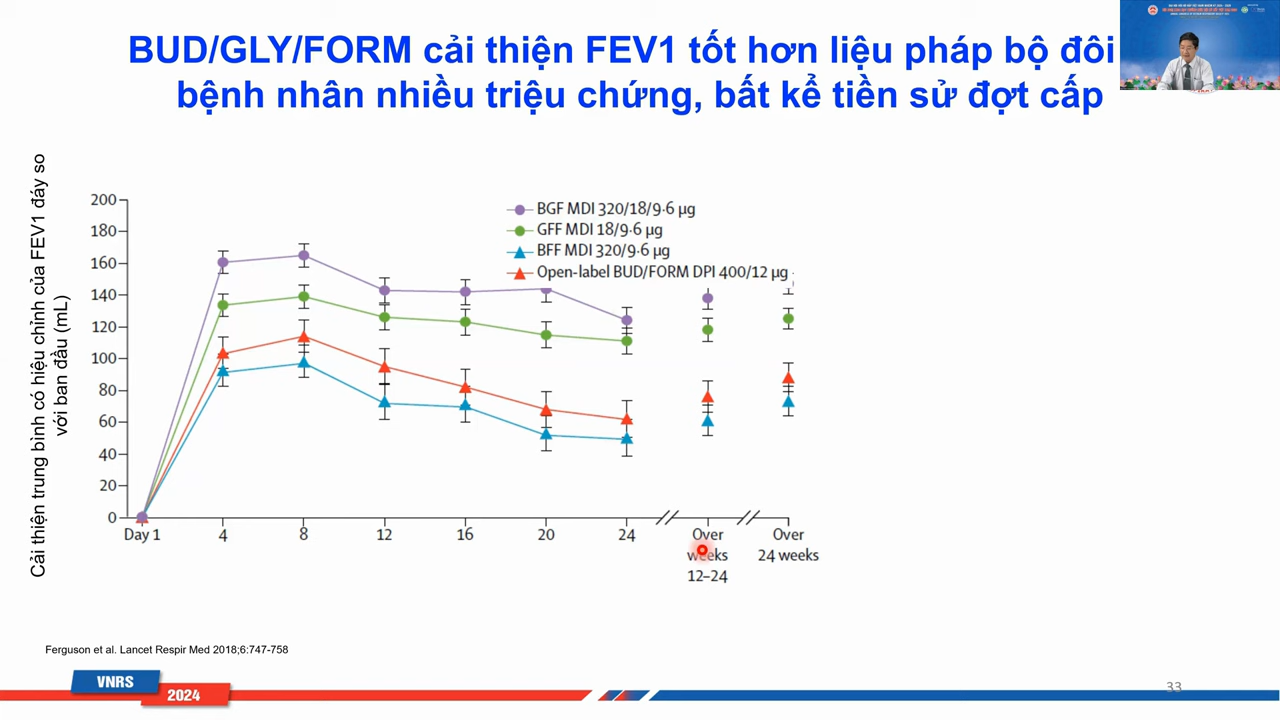 BUD/GLY/FORM cải thiện FEV1 tốt hơn liệu pháp bộ đôi
bệnh nhân nhiều triệu chứng, bất kể tiền sử đợt cấp
Cải thiện trung bình có hiệu chỉnh của FEV1 đáy so
với ban đầu (mL)
200
180
160
140
120
100
80
60
40
20
0
BGF MDI 320/18/9·6 µg
GFF MDI 18/9·6 µg
BFF MDI 320/9·6 µg
Open-label BUD/FORM DPI 400/12 µg
Day 1 4 8 12 16 20 24 Over Over
weeks 24 weeks
12–24
Ferguson et al. Lancet Respir Med 2018;6:747-758
VNRS
2024
33